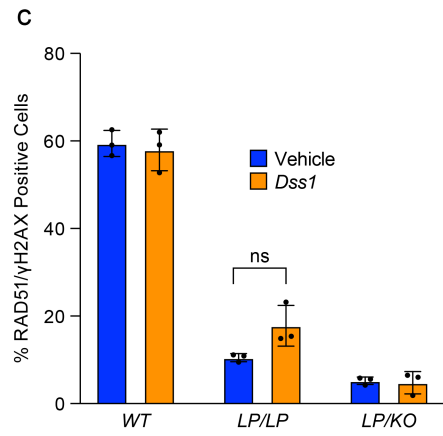 C
% RAD51/γH2AX Positive Cells
80
60
40
20
0
Vehicle
Dss1
ns
WT LP/LP LP/KO